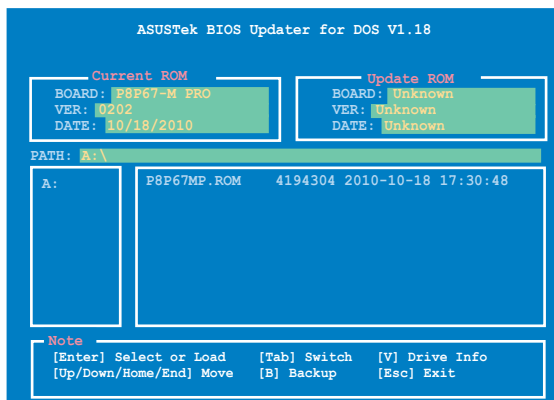 ASUSTek BIOS Updater for DOS V1.18
Current ROM
BOARD: P8P67-M PRO
VER: 0202
DATE: 10/18/2010
Update ROM
BOARD: Unknown
VER: Unknown
DATE: Unknown
PATH: A:\
A:
P8P67MP.ROM 4194304 2010-10-18 17:30:48
Note
[Enter] Select or Load [Tab] Switch [V] Drive Info
[Up/Down/Home/End] Move [B] Backup [Esc] Exit